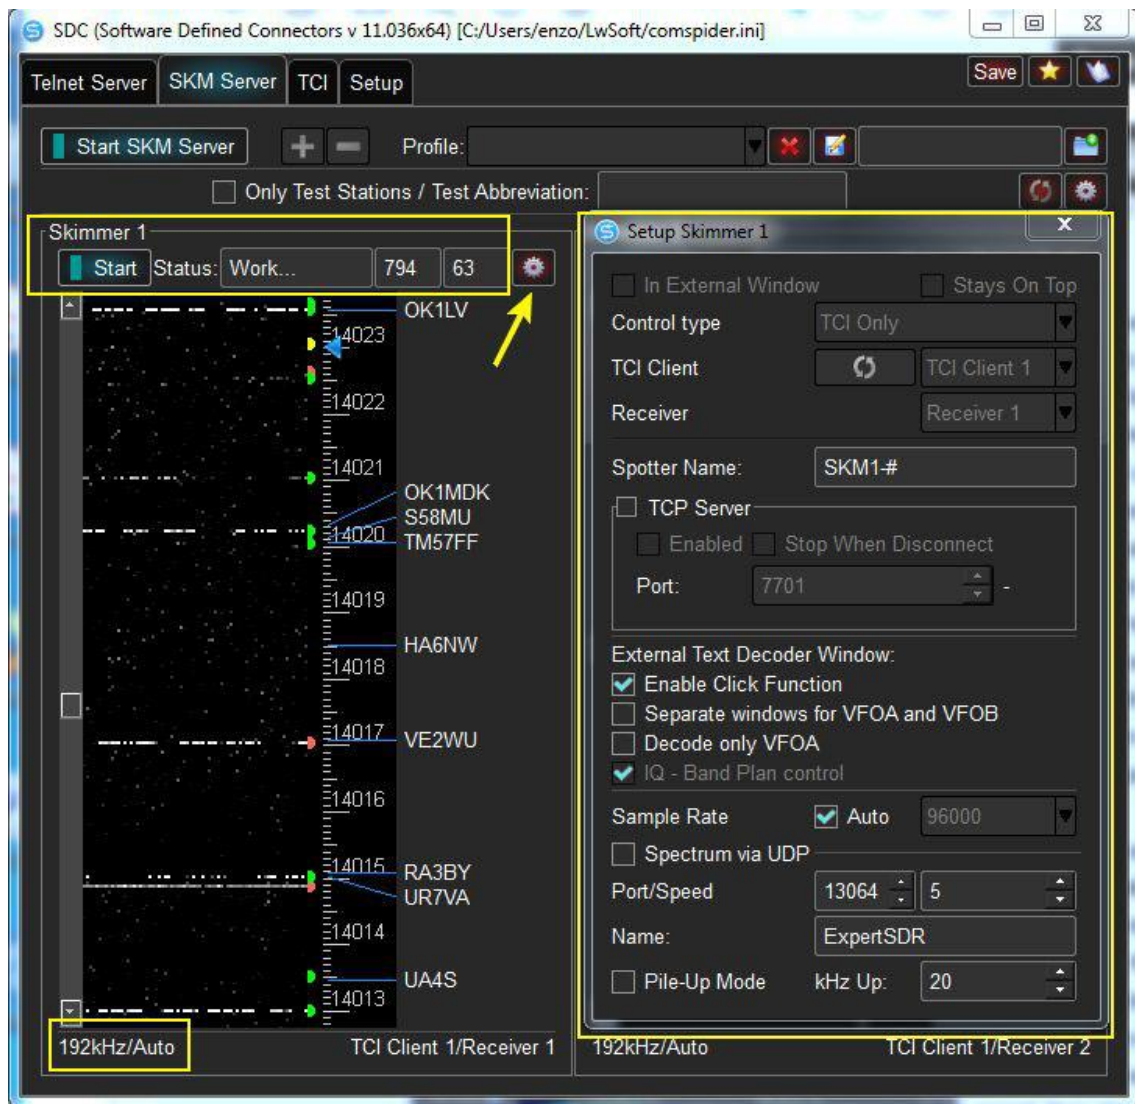 SDC (Software Defined Connectors v 11.036x64) [C:/Users/enzo/LwSoft/comspider.ini]
Telnet Server SKM Server TCI Setup Save
Start SKM Server Profile:
Only Test Stations / Test Abbreviation:
Skimmer 1
Start Status: Work... 794 63
OK1LV
14023
14022
14021
OK1MDK
S58MU
14020 TM57FF
14019
HA6NW
14018
14017 VE2WU
14016
14015 RA3BY
UR7VA
14014
UA4S
14013
192kHz/Auto TCI Client 1/Receiver 1
Setup Skimmer 1 X
In External Window Stays On Top
Control type TCI Only
TCI Client TCI Client 1
Receiver Receiver 1
Spotter Name: SKM1-#
TCP Server
Enabled Stop When Disconnect
Port: 7701 -
External Text Decoder Window:
Enable Click Function
Separate windows for VFOA and VFOB
Decode only VFOA
IQ - Band Plan control
Sample Rate Auto 96000
Spectrum via UDP
Port/Speed 13064 5
Name: ExpertSDR
Pile-Up Mode kHz Up: 20
192kHz/Auto TCI Client 1/Receiver 2